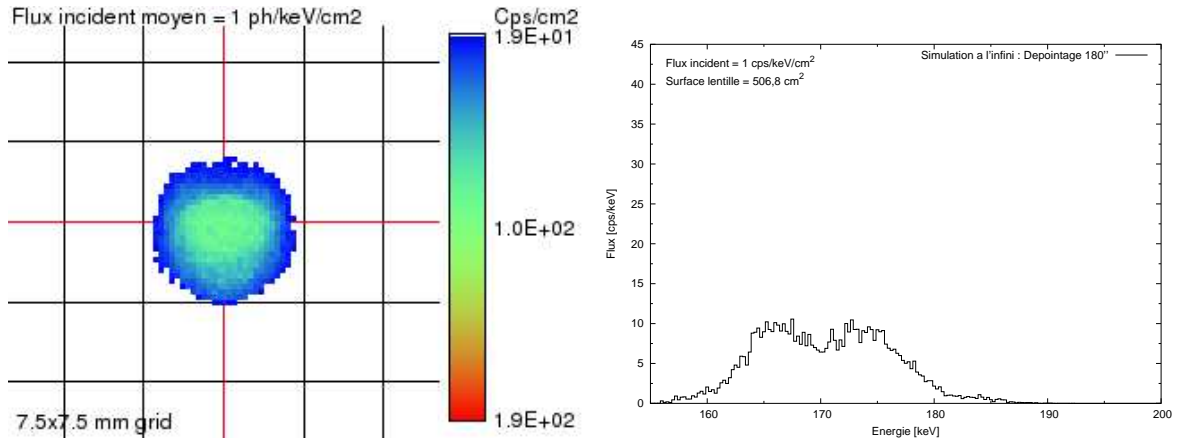 Flux incident moyen = 1 ph/keV/cm2
Cps/cm2
1.9E+01
1.0E+02
1.9E+02
7.5x7.5 mm grid
Simulation a l'infini : Depointage 180''
Flux incident = 1 cps/keV/cm²
Surface lentille = 506,8 cm²
Flux [cps/keV]
45
40
35
30
25
20
15
10
5
0
160
170
180
190
200
Energie [keV]